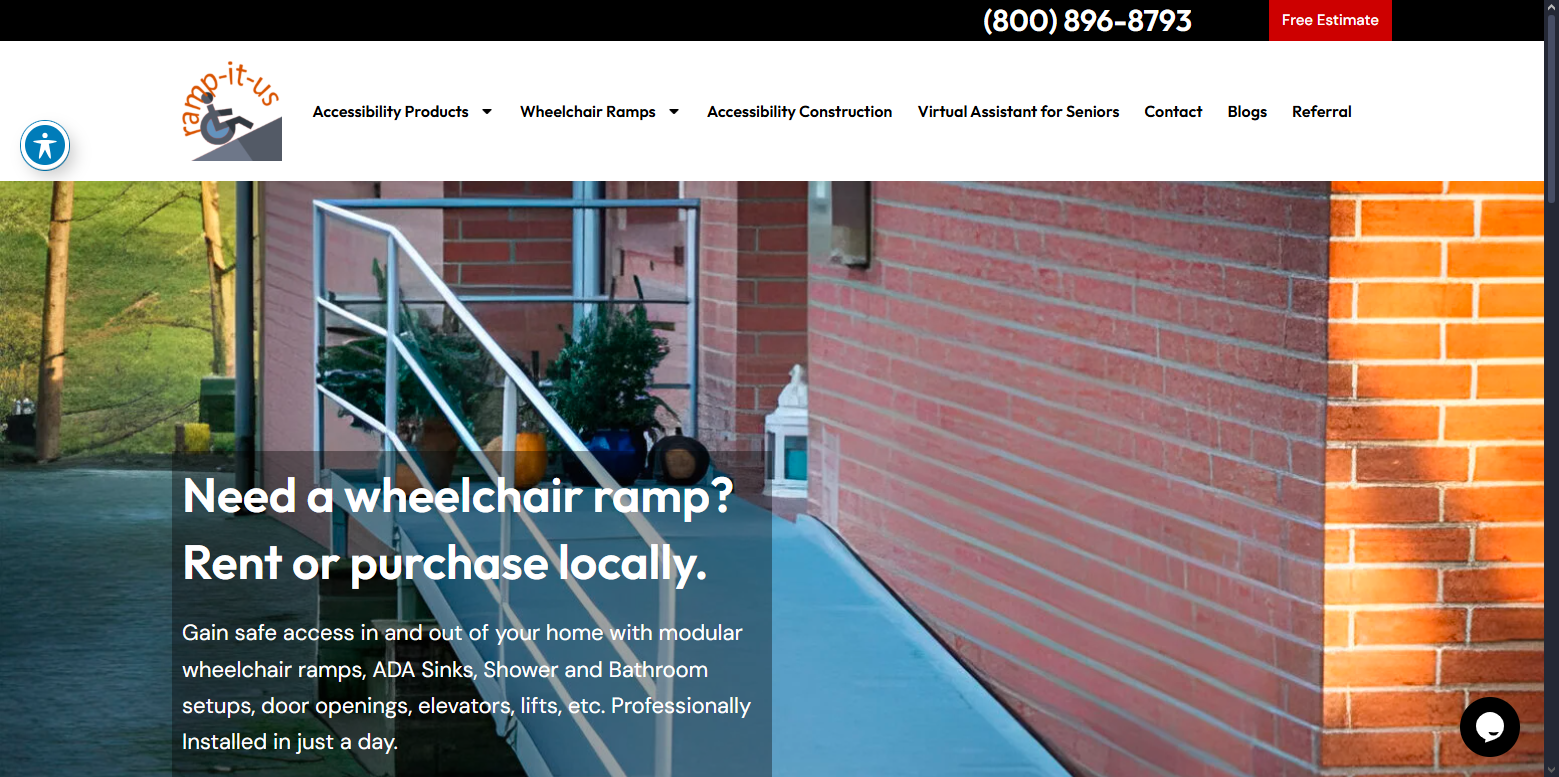 (800) 896-8793
Free Estimate
ramp-it-us
Accessibility Products
Wheelchair Ramps
Accessibility Construction
Virtual Assistant for Seniors
Contact
Blogs
Referral
Need a wheelchair ramp?
Rent or purchase locally.
Gain safe access in and out of your home with modular
wheelchair ramps, ADA Sinks, Shower and Bathroom
setups, door openings, elevators, lifts, etc. Professionally
Installed in just a day.